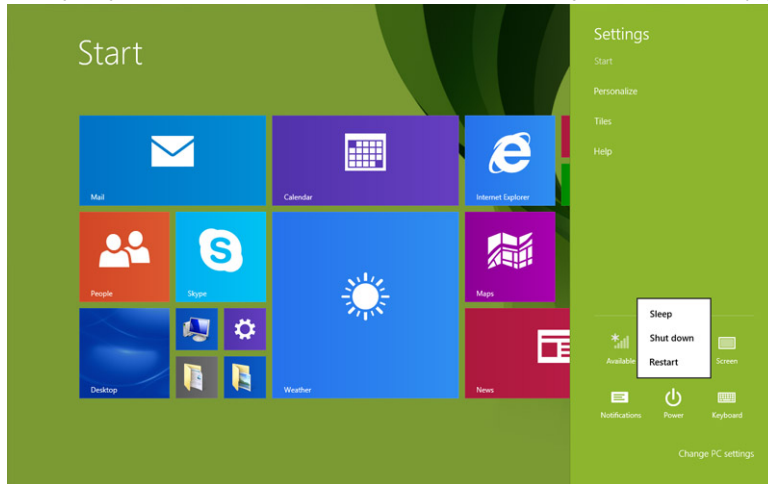 Start
Mail
Calendar
Internet Explorer
People
Skype
Maps
Desktop
Weather
News
Settings
Start
Personalize
Tiles
Help
Sleep
Shut down
Restart
Available
Screen
Notifications
Power
Keyboard
Change PC settings